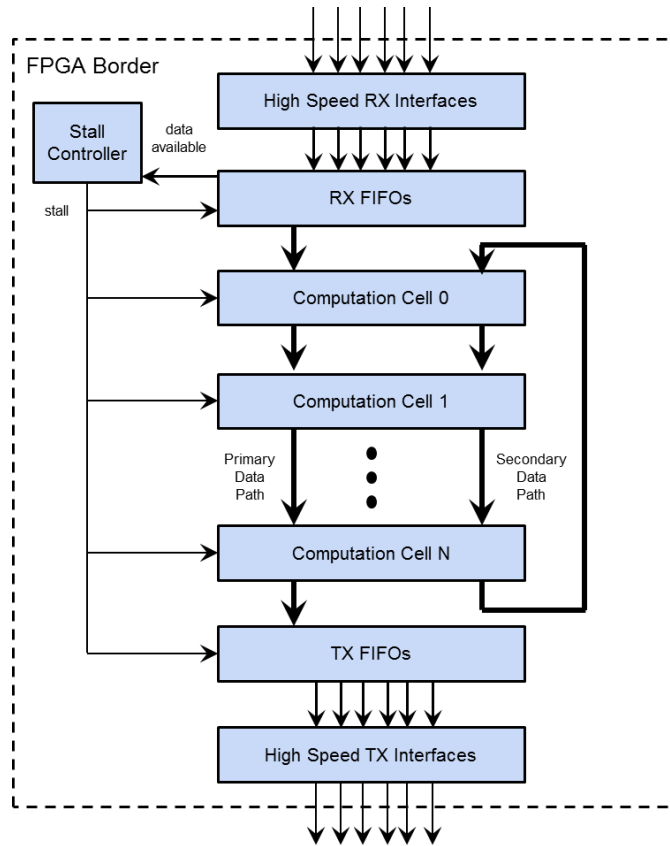 FPGA Border
High Speed RX Interfaces
Stall
Controller
data
available
RX FIFOs
stall
Computation Cell 0
Computation Cell 1
Primary
Data
Path
Secondary
Data
Path
Computation Cell N
TX FIFOs
High Speed TX Interfaces